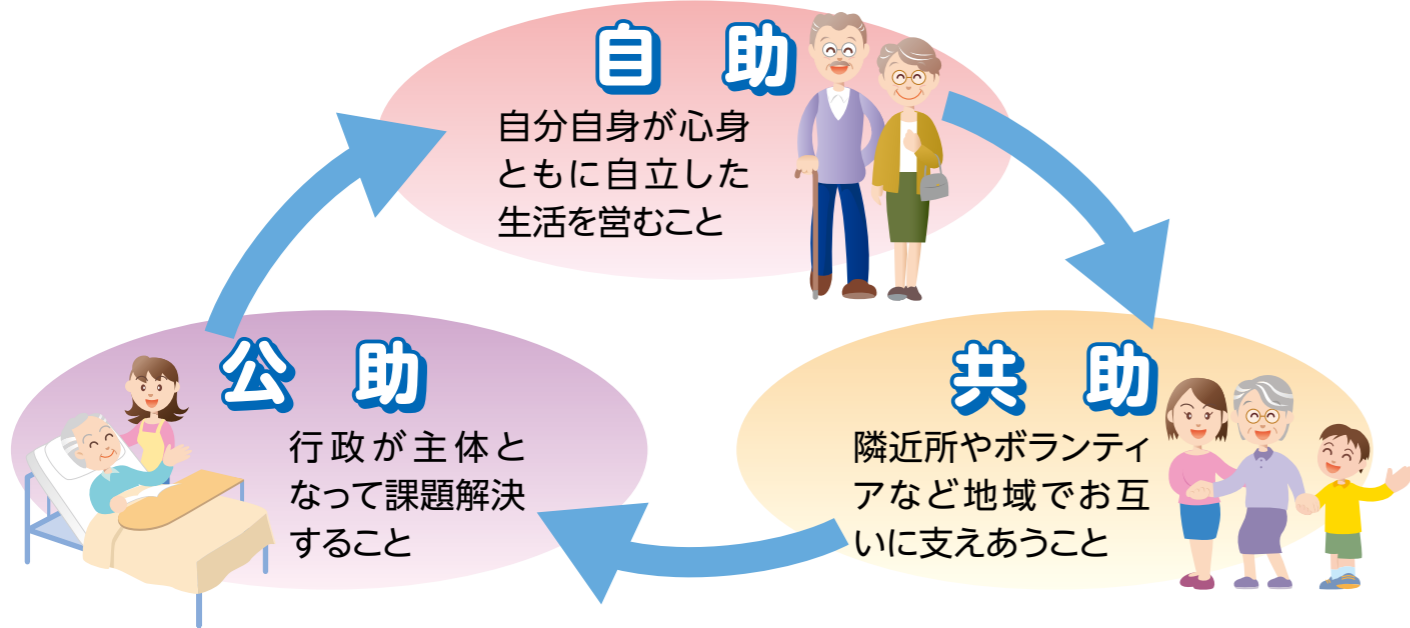 自助
自分自身が心身
ともに自立した
生活を営むこと
公助
行政が主体と
なって課題解決
すること
共助
隣近所やボランティ
アなど地域でお互
いに支えあうこと